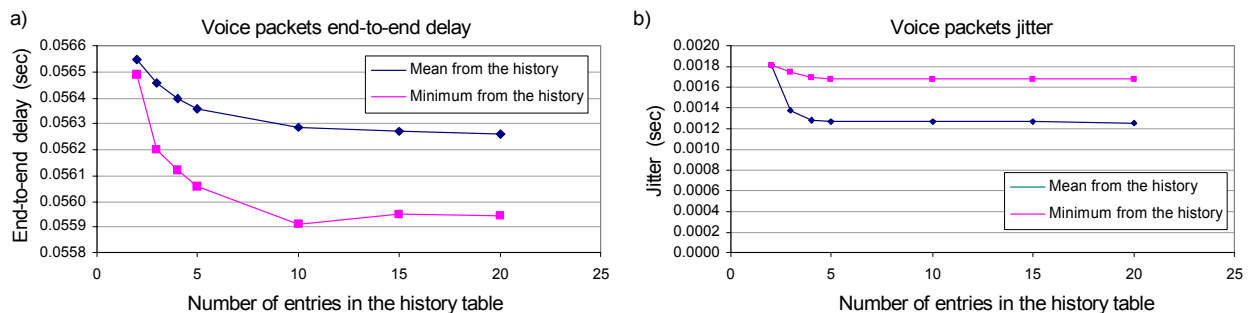 a)
Voice packets end-to-end delay
End-to-end delay (sec)
0.0566
0.0565
0.0564
0.0563
0.0562
0.0561
0.0560
0.0559
0.0558
Mean from the history
Minimum from the history
0 5 10 15 20 25
Number of entries in the history table
b)
Voice packets jitter
Jitter (sec)
0.0020
0.0018
0.0016
0.0014
0.0012
0.0010
0.0008
0.0006
0.0004
0.0002
0.0000
Mean from the history
Minimum from the history
0 5 10 15 20 25
Number of entries in the history table